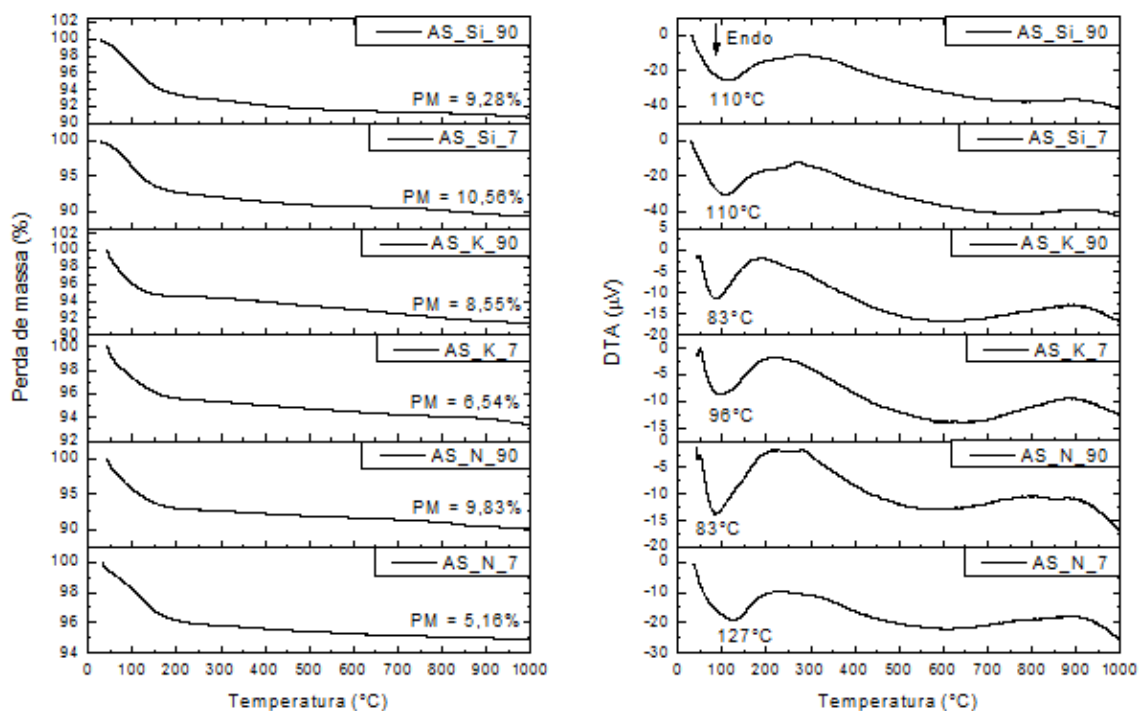 Perda de massa (%)
102
100
98
96
94
92
90
AS_Si_90
PM = 9,28%
100
95
90
AS_Si_7
PM = 10,56%
102
100
98
96
94
92
90
AS_K_90
PM = 8,55%
100
98
96
94
92
AS_K_7
PM = 6,54%
100
95
90
AS_N_90
PM = 9,83%
100
98
96
94
AS_N_7
PM = 5,16%
0 100 200 300 400 500 600 700 800 900 1000
Temperatura (°C)
DTA (µV)
0
-20
-40
Endo
AS_Si_90
110°C
0
-20
-40
AS_Si_7
110°C
5
0
-5
-10
-15
-20
AS_K_90
83°C
0
-5
-10
-15
AS_K_7
96°C
0
-5
-10
-15
-20
AS_N_90
83°C
0
-10
-20
-30
AS_N_7
127°C
0 100 200 300 400 500 600 700 800 900 1000
Temperatura (°C)